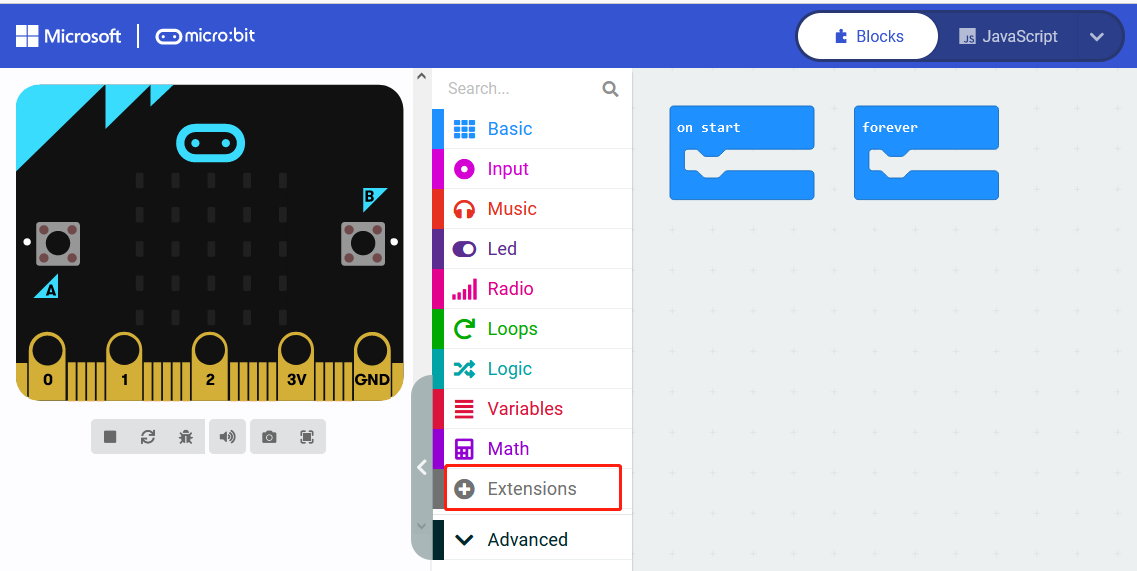 Microsoft micro:bit Blocks JavaScript
JS
Search...
Basic
Input
Music
Led
Radio
Loops
Logic
Variables
Math
Extensions
Advanced
B
A
0 1 2 3V GND
on start
forever